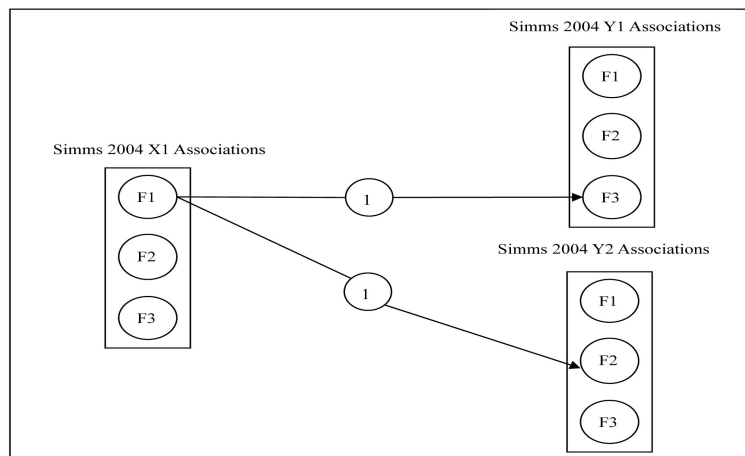 Simms 2004 Y1 Associations
F1
F2
F3
Simms 2004 X1 Associations
F1
F2
F3
1
1
Simms 2004 Y2 Associations
F1
F2
F3